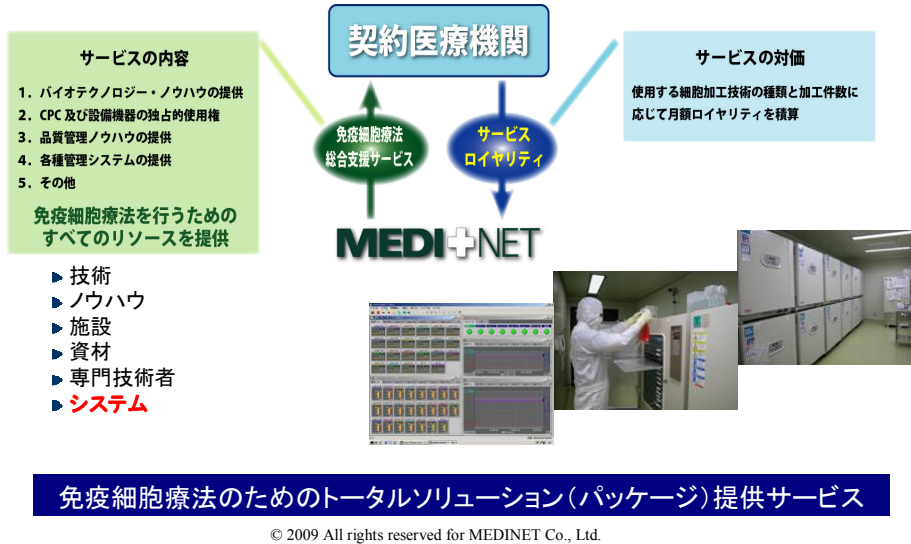 契約医療機関
サービスの内容
1．バイオテクノロジー・ノウハウの提供
2．CPC 及び設備機器の独占的使用権
3．品質管理ノウハウの提供
4．各種管理システムの提供
5．その他
免疫細胞療法を行うための
すべてのリソースを提供
免疫細胞療法
総合支援サービス
サービス
ロイヤリティ
サービスの対価
使用する細胞加工技術の種類と加工件数に
応じて月額ロイヤリティを積算
MEDINET
技術
ノウハウ
施設
資材
専門技術者
システム
免疫細胞療法のためのトータルソリューション（パッケージ）提供サービス
© 2009 All rights reserved for MEDINET Co., Ltd.